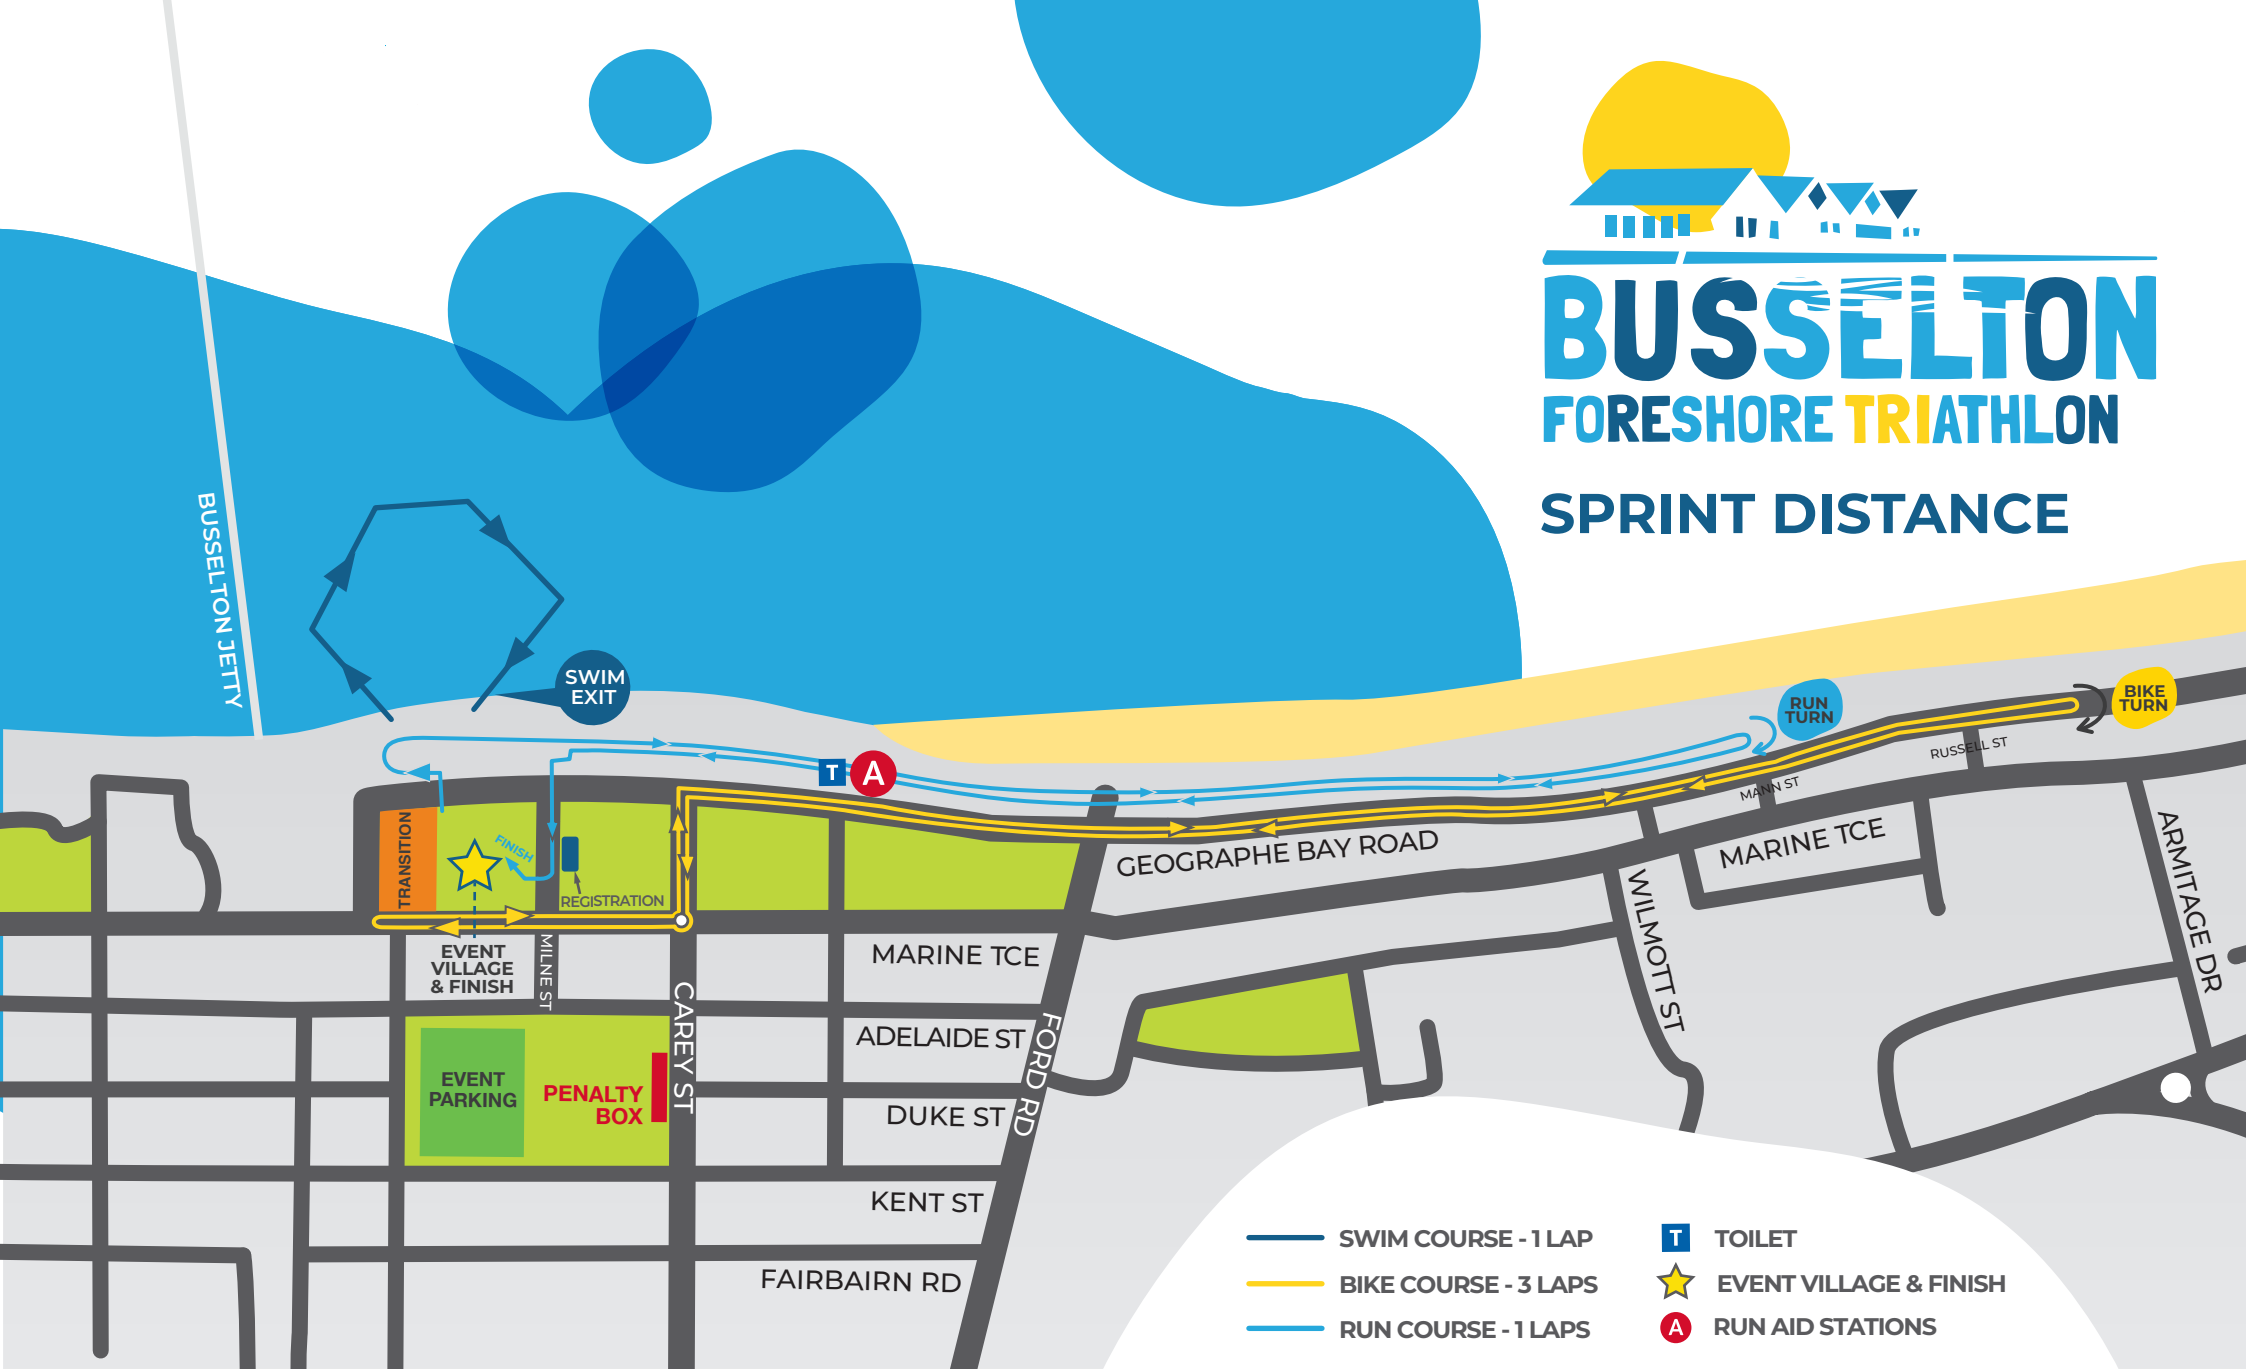 BUSSELTON
FORESHORE TRIATHLON
SPRINT DISTANCE
BUSSELTON JETTY
SWIM
EXIT
RUN
TURN
BIKE
TURN
T
A
RUSSELL ST
MANN ST
MARINE TCE
GEOGRAPHE BAY ROAD
ARMITAGE DR
WILMOTT ST
TRANSITION
FINISH
REGISTRATION
EVENT
VILLAGE
& FINISH
MILNE ST
CAREY ST
MARINE TCE
ADELAIDE ST
FORD RD
DUKE ST
EVENT
PARKING
PENALTY
BOX
KENT ST
FAIRBAIRN RD
SWIM COURSE - 1 LAP
BIKE COURSE - 3 LAPS
RUN COURSE - 1 LAPS
T TOILET
EVENT VILLAGE & FINISH
A RUN AID STATIONS